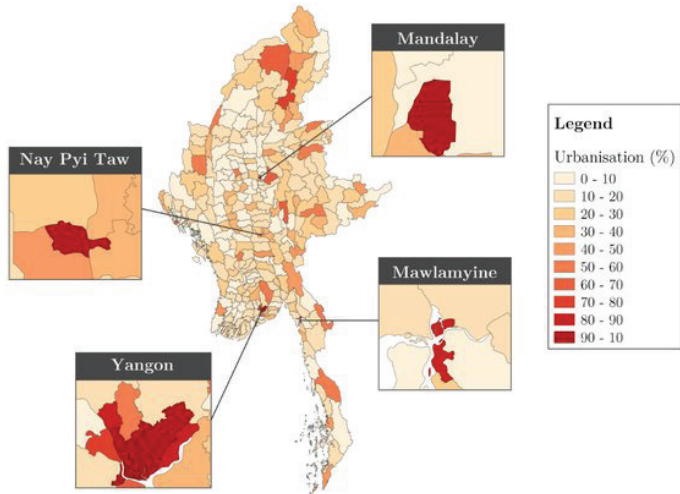 Mandalay
Nay Pyi Taw
Mawlamyine
Yangon
Legend
Urbanisation (%)
0 - 10
10 - 20
20 - 30
30 - 40
40 - 50
50 - 60
60 - 70
70 - 80
80 - 90
90 - 10